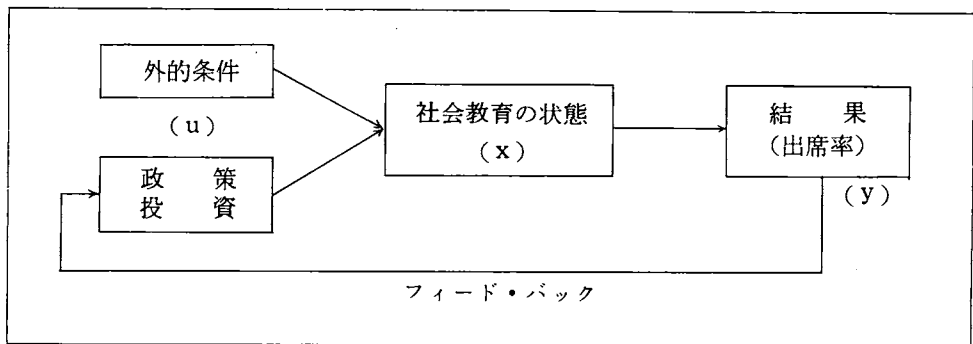 外的条件
(u)
政策
投資
社会教育の状態
(x)
結果
(出席率)
(y)
フィード・バック